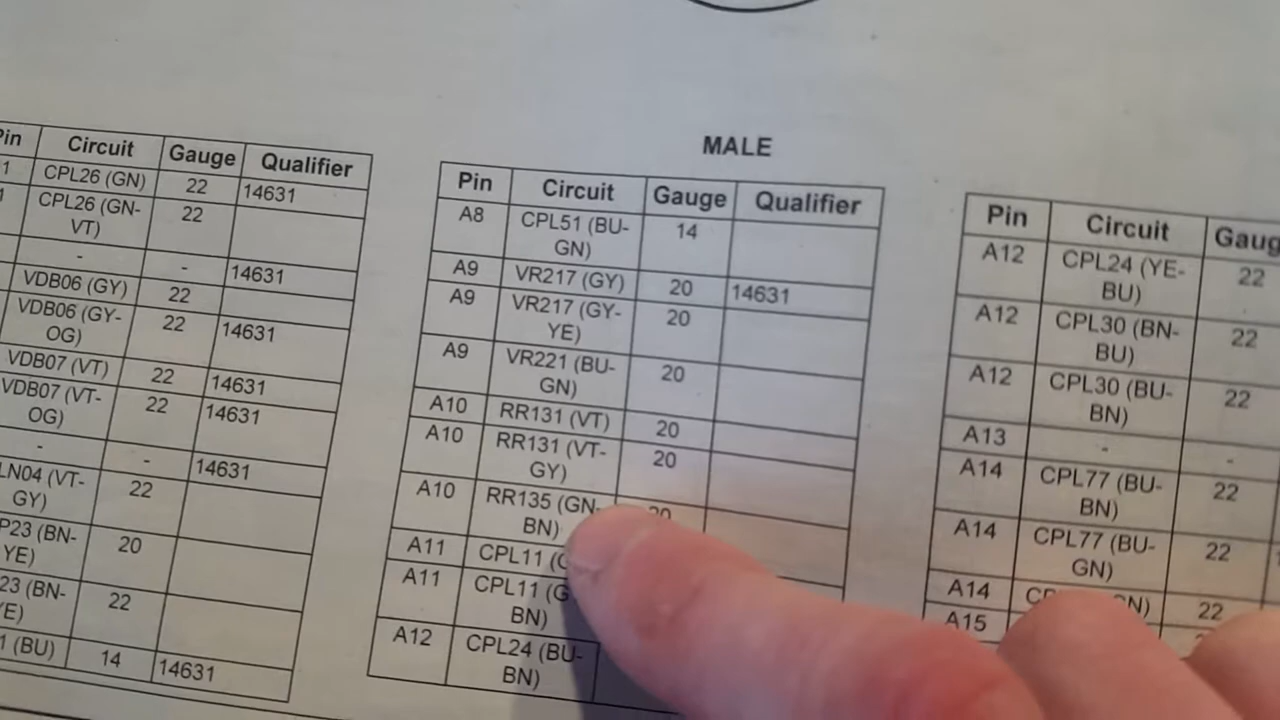 MALE
Pin Circuit Gauge Qualifier
1 CPL26 (GN) 22 14631
CPL26 (GN-
VT) 22
- - 14631
VDB06 (GY) 22
VDB06 (GY-
OG) 22 14631
VDB07 (VT) 22 14631
VDB07 (VT-
OG) 22 14631
- - 14631
LN04 (VT-
GY) 22
P23 (BN-
YE) 20
23 (BN-
YE) 22
1 (BU) 14 14631
Pin Circuit Gauge Qualifier
A8 CPL51 (BU-
GN) 14
A9 VR217 (GY) 20 14631
A9 VR217 (GY-
YE) 20
A9 VR221 (BU-
GN) 20
A10 RR131 (VT) 20
A10 RR131 (VT-
GY) 20
A10 RR135 (GN-
BN) 20
A11 CPL11
A11 CPL11 (G
BN)
A12 CPL24 (BU-
BN)
Pin Circuit Gaug
A12 CPL24 (YE-
BU) 22
A12 CPL30 (BN-
BU) 22
A12 CPL30 (BU-
BN) 22
A13 - -
A14 CPL77 (BU-
BN) 22
A14 CPL77 (BU-
GN) 22
A14 GN) 22
A15